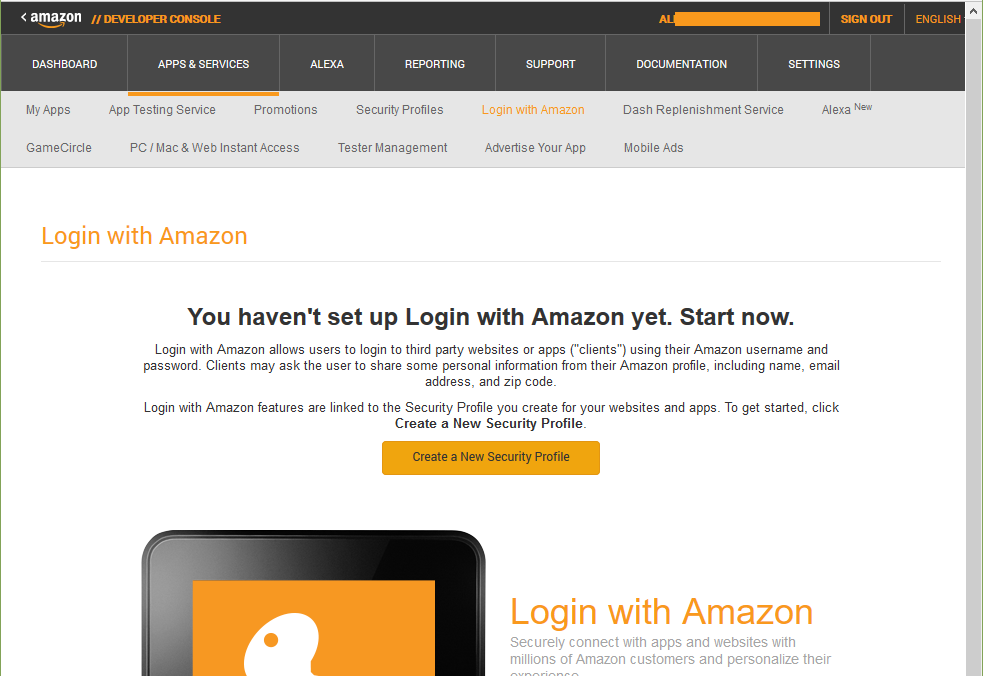 amazon // DEVELOPER CONSOLE AL SIGN OUT ENGLISH
DASHBOARD APPS & SERVICES ALEXA REPORTING SUPPORT DOCUMENTATION SETTINGS
My Apps App Testing Service Promotions Security Profiles Login with Amazon Dash Replenishment Service Alexa New
GameCircle PC / Mac & Web Instant Access Tester Management Advertise Your App Mobile Ads
Login with Amazon
You haven't set up Login with Amazon yet. Start now.
Login with Amazon allows users to login to third party websites or apps ("clients") using their Amazon username and
password. Clients may ask the user to share some personal information from their Amazon profile, including name, email
address, and zip code.
Login with Amazon features are linked to the Security Profile you create for your websites and apps. To get started, click
Create a New Security Profile.
Create a New Security Profile
Login with Amazon
Securely connect with apps and websites with
millions of Amazon customers and personalize their
experience